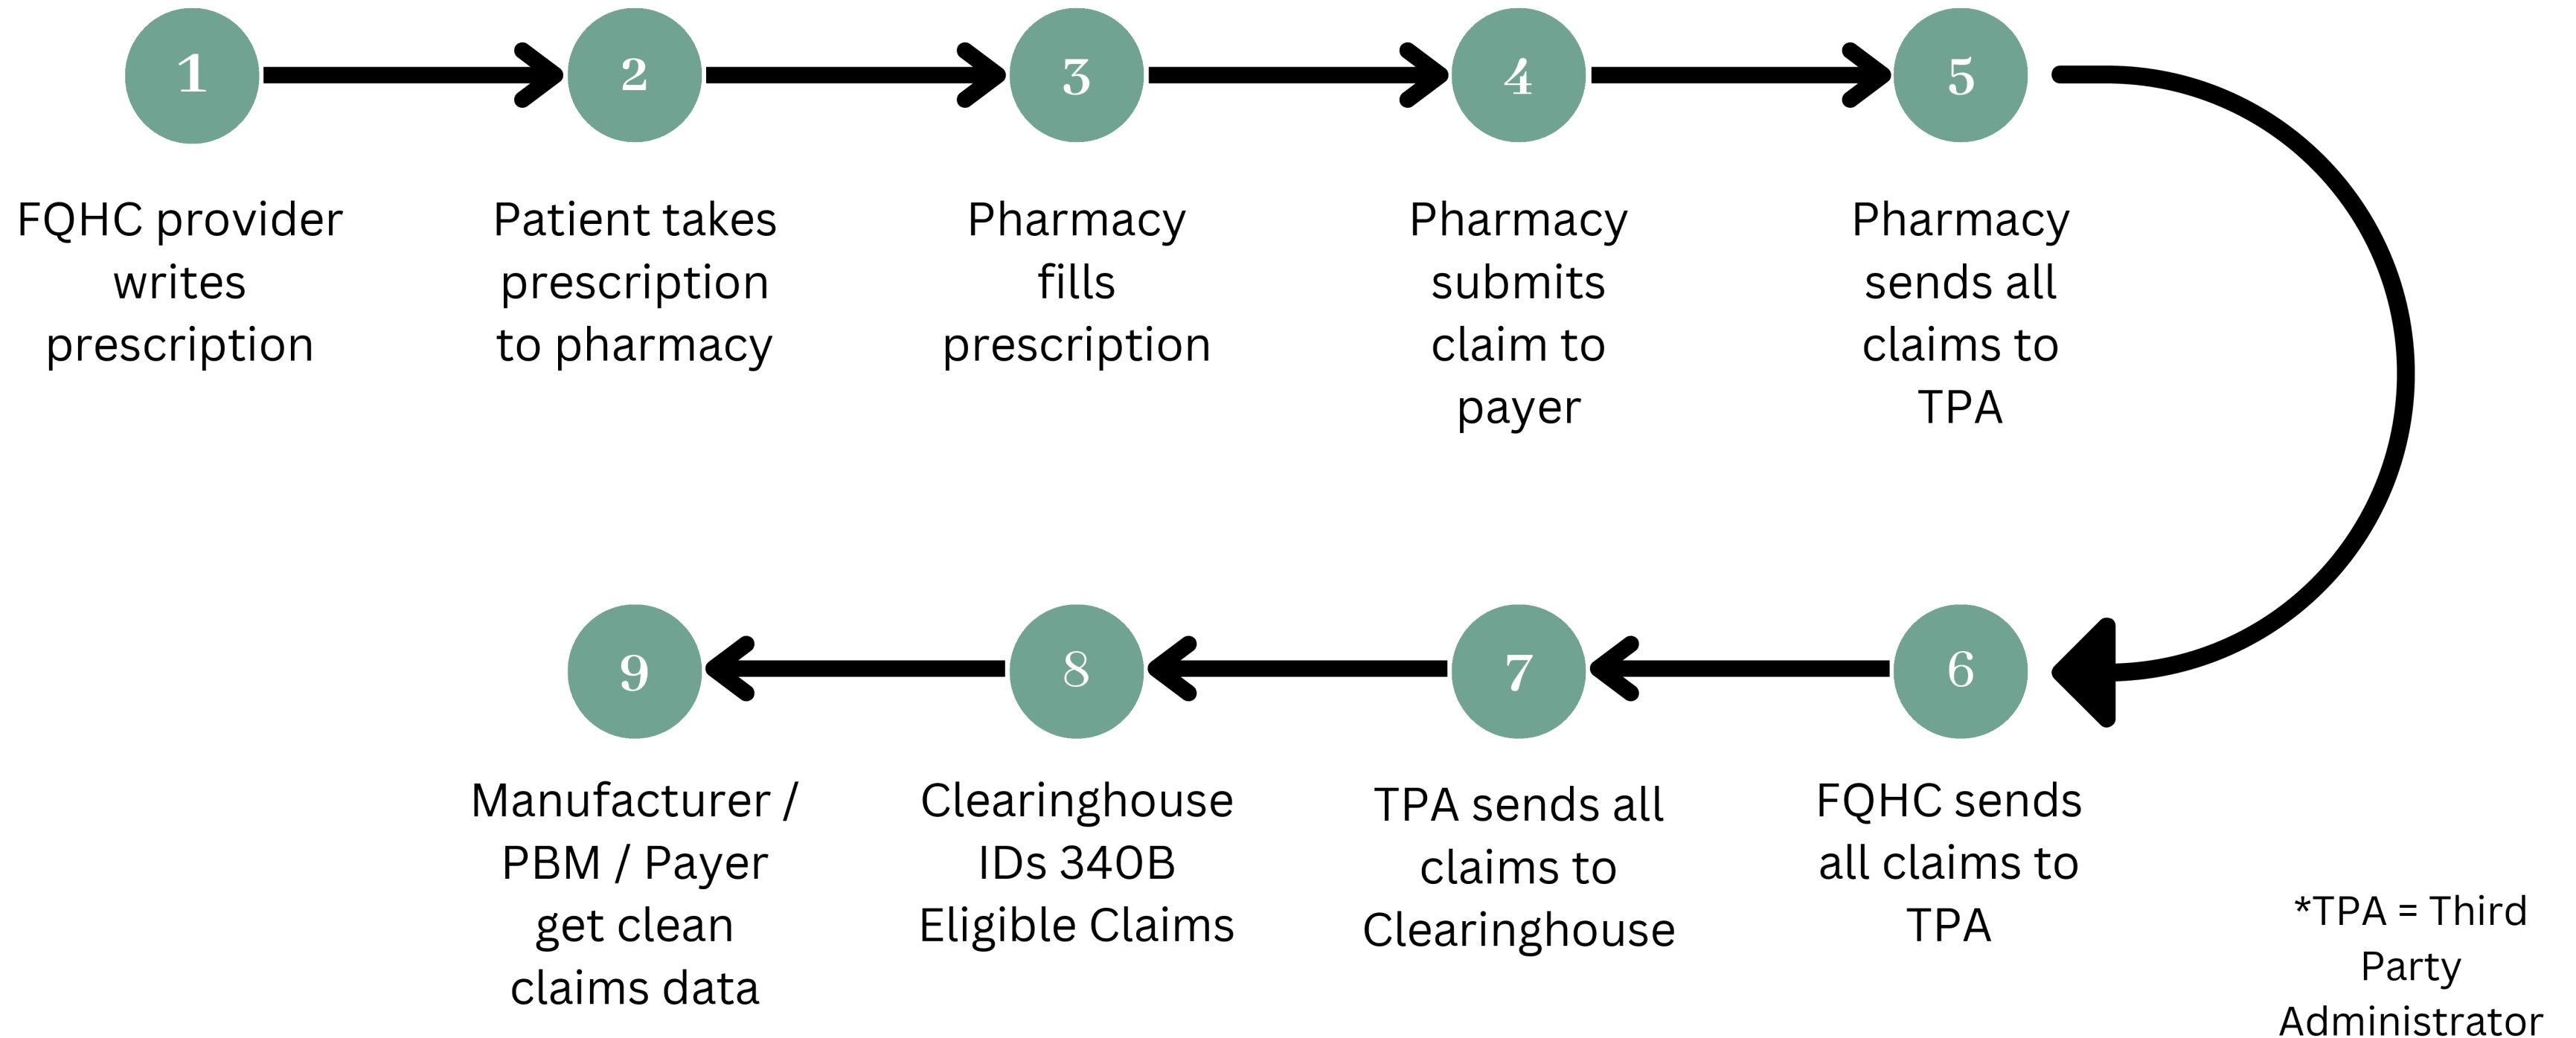 1
FQHC provider
writes
prescription
2
Patient takes
prescription
to pharmacy
3
Pharmacy
fills
prescription
4
Pharmacy
submits
claim to
payer
5
Pharmacy
sends all
claims to
TPA
6
FQHC sends
all claims to
TPA
7
TPA sends all
claims to
Clearinghouse
8
Clearinghouse
IDs 340B
Eligible Claims
9
Manufacturer /
PBM / Payer
get clean
claims data
*TPA = Third
Party
Administrator